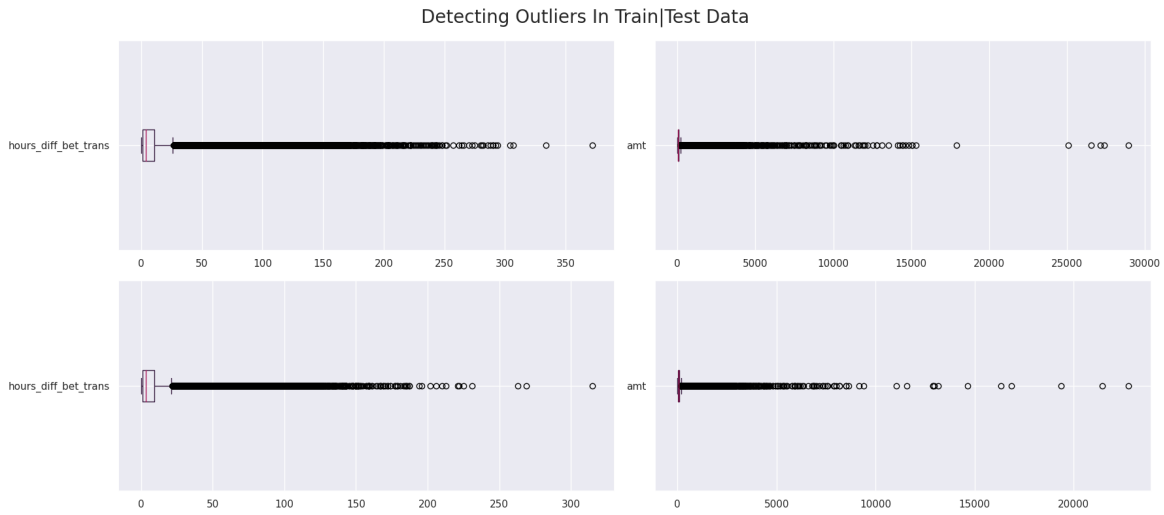 Detecting Outliers In Train|Test Data
hours_diff_bet_trans
0 50 100 150 200 250 300 350
amt
0 5000 10000 15000 20000 25000 30000
hours_diff_bet_trans
0 50 100 150 200 250 300
amt
0 5000 10000 15000 20000